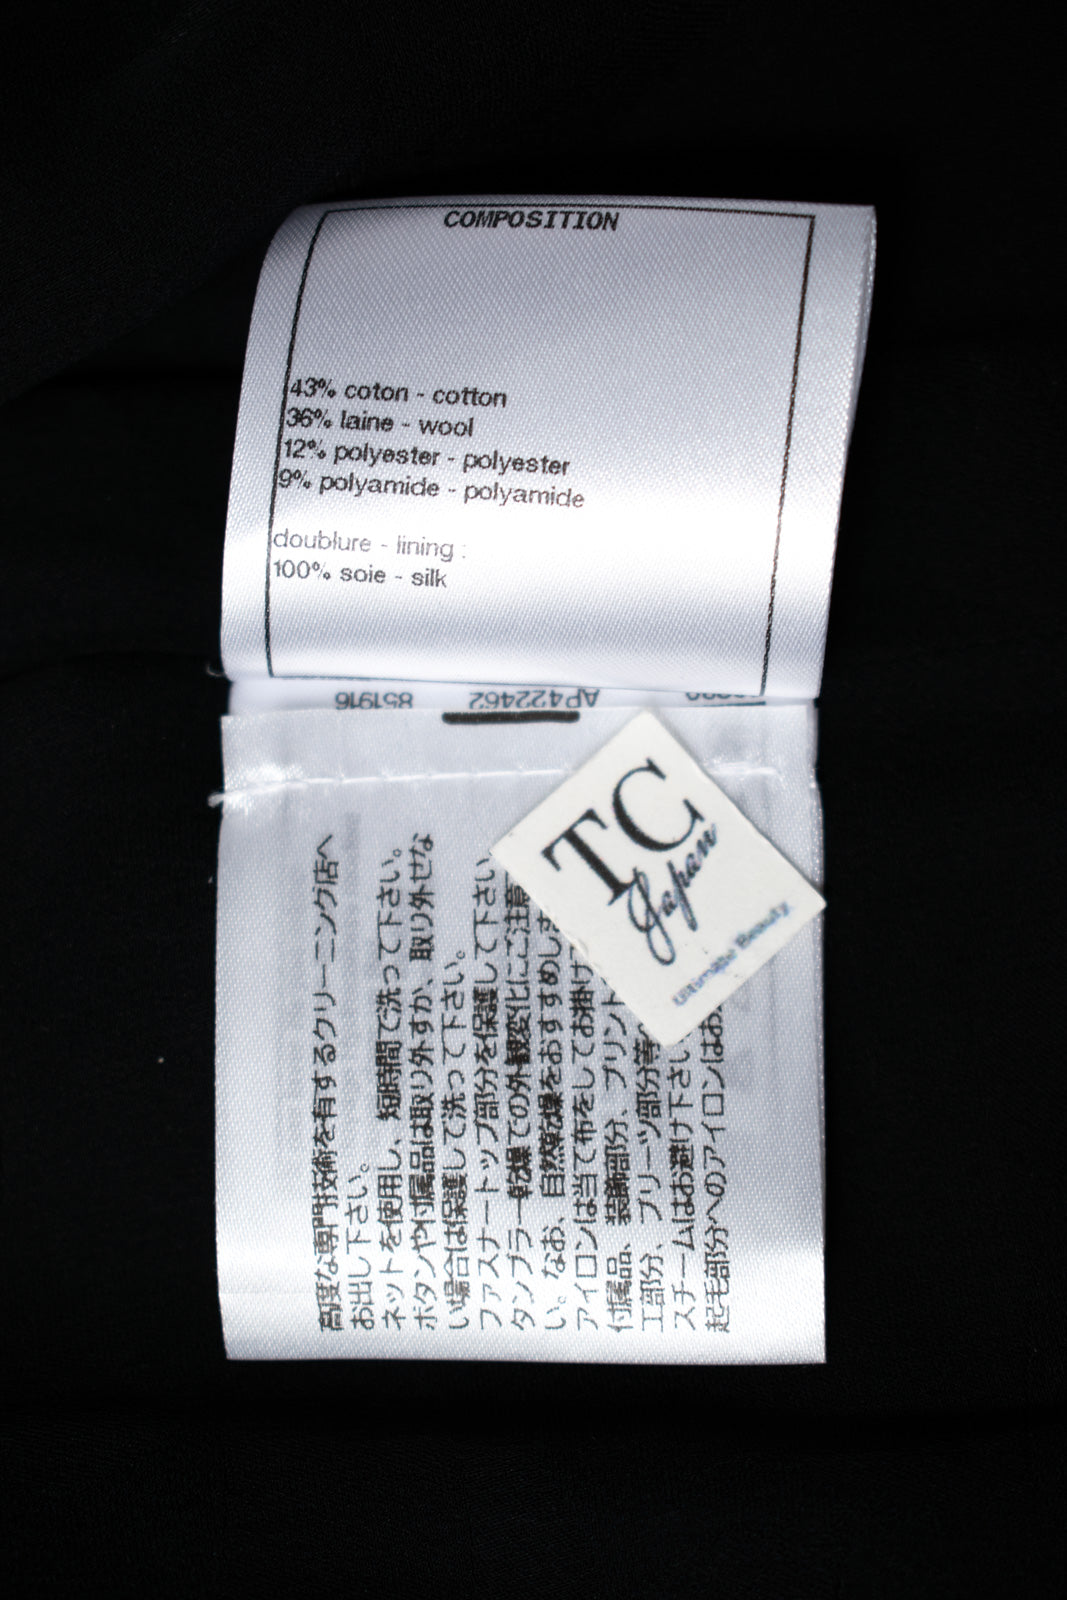 COMPOSITION
43% coton - cotton
36% laine - wool
12% polyester - polyester
9% polyamide - polyamide
doublure - lining :
100% soie - silk
851916
AP422462
TC
Japan
Ultimate Beauty
高度な専門技術を有するクリーニング店へ
お出し下さい。
ネットを使用し、短時間で洗って下さい。
ボタンや付属品は取り外すか、取り外せな
い場合は保護して洗って下さい。
ファスナートップ部分を保護して下さい
タンブラー乾燥での外観変化にご注意
い。なお、自然乾燥をおすすめしま
アイロンは当て布をしてお掛け
付属品、装飾部分、プリント
工部分、プリーツ部分等
スチームはお避け下さい
起毛部分へのアイロンはお